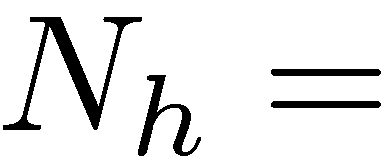 N_h =